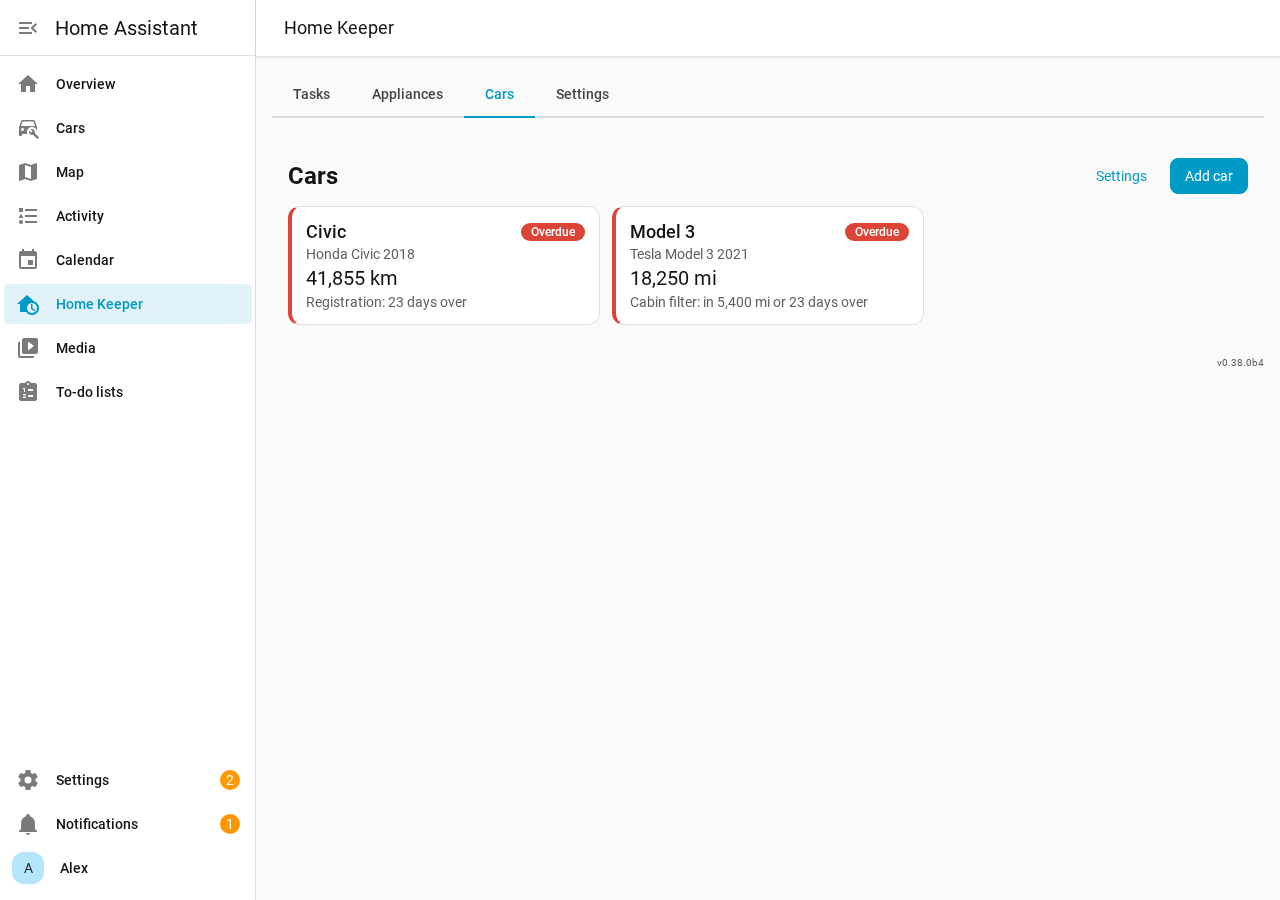 Home Assistant
Home Keeper
Overview
Cars
Map
Activity
Calendar
Home Keeper
Media
To-do lists
Settings
2
Notifications
1
A
Alex
Tasks
Appliances
Cars
Settings
Cars
Settings
Add car
Civic
Overdue
Honda Civic 2018
41,855 km
Registration: 23 days over
Model 3
Overdue
Tesla Model 3 2021
18,250 mi
Cabin filter: in 5,400 mi or 23 days over
v0.38.0b4